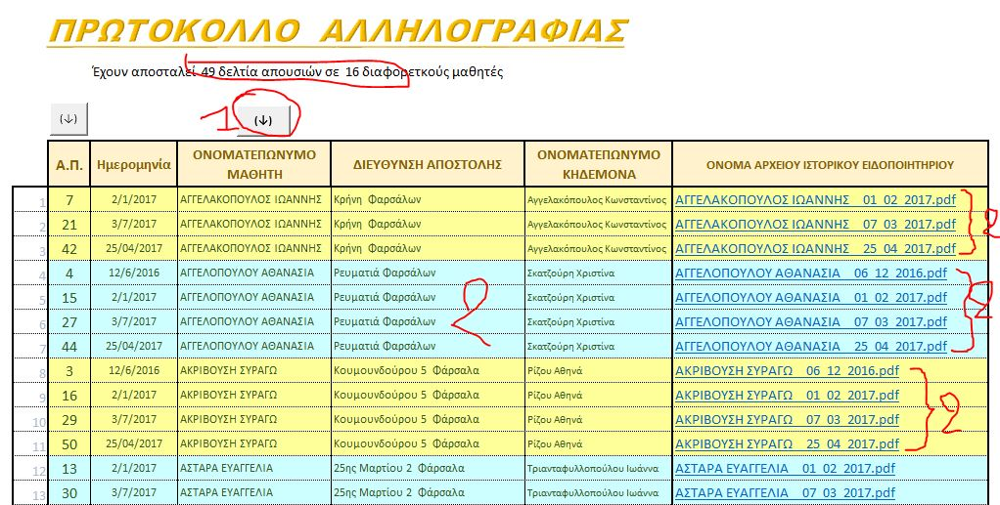 ΠΡΩΤΟΚΟΛΛΟ ΑΛΛΗΛΟΓΡΑΦΙΑΣ
Έχουν αποσταλεί 49 δελτία απουσιών σε 16 διαφορετκούς μαθητές
1
(↓) (↓)
Α.Π. Ημερομηνία ΟΝΟΜΑΤΕΠΩΝΥΜΟ ΜΑΘΗΤΗ ΔΙΕΥΘΥΝΣΗ ΑΠΟΣΤΟΛΗΣ ΟΝΟΜΑΤΕΠΩΝΥΜΟ ΚΗΔΕΜΟΝΑ ΟΝΟΜΑ ΑΡΧΕΙΟΥ ΙΣΤΟΡΙΚΟΥ ΕΙΔΟΠΟΙΗΤΗΡΙΟΥ
1 7 2/1/2017 ΑΓΓΕΛΑΚΟΠΟΥΛΟΣ ΙΩΑΝΝΗΣ Κρήνη Φαρσάλων Αγγελακόπουλος Κωνσταντίνος ΑΓΓΕΛΑΚΟΠΟΥΛΟΣ ΙΩΑΝΝΗΣ 01 02 2017.pdf
2 21 3/7/2017 ΑΓΓΕΛΑΚΟΠΟΥΛΟΣ ΙΩΑΝΝΗΣ Κρήνη Φαρσάλων Αγγελακόπουλος Κωνσταντίνος ΑΓΓΕΛΑΚΟΠΟΥΛΟΣ ΙΩΑΝΝΗΣ 07 03 2017.pdf 2
3 42 25/04/2017 ΑΓΓΕΛΑΚΟΠΟΥΛΟΣ ΙΩΑΝΝΗΣ Κρήνη Φαρσάλων Αγγελακόπουλος Κωνσταντίνος ΑΓΓΕΛΑΚΟΠΟΥΛΟΣ ΙΩΑΝΝΗΣ 25 04 2017.pdf
4 4 12/6/2016 ΑΓΓΕΛΟΠΟΥΛΟΥ ΑΘΑΝΑΣΙΑ Ρευματιά Φαρσάλων Σκατζούρη Χριστίνα ΑΓΓΕΛΟΠΟΥΛΟΥ ΑΘΑΝΑΣΙΑ 06 12 2016.pdf
5 15 2/1/2017 ΑΓΓΕΛΟΠΟΥΛΟΥ ΑΘΑΝΑΣΙΑ Ρευματιά Φαρσάλων Σκατζούρη Χριστίνα ΑΓΓΕΛΟΠΟΥΛΟΥ ΑΘΑΝΑΣΙΑ 01 02 2017.pdf 2
6 27 3/7/2017 ΑΓΓΕΛΟΠΟΥΛΟΥ ΑΘΑΝΑΣΙΑ Ρευματιά Φαρσάλων 2 Σκατζούρη Χριστίνα ΑΓΓΕΛΟΠΟΥΛΟΥ ΑΘΑΝΑΣΙΑ 07 03 2017.pdf
7 44 25/04/2017 ΑΓΓΕΛΟΠΟΥΛΟΥ ΑΘΑΝΑΣΙΑ Ρευματιά Φαρσάλων Σκατζούρη Χριστίνα ΑΓΓΕΛΟΠΟΥΛΟΥ ΑΘΑΝΑΣΙΑ 25 04 2017.pdf
8 3 12/6/2016 ΑΚΡΙΒΟΥΣΗ ΣΥΡΑΓΩ Κουμουνδούρου 5 Φάρσαλα Ρίζου Αθηνά ΑΚΡΙΒΟΥΣΗ ΣΥΡΑΓΩ 06 12 2016.pdf
9 16 2/1/2017 ΑΚΡΙΒΟΥΣΗ ΣΥΡΑΓΩ Κουμουνδούρου 5 Φάρσαλα Ρίζου Αθηνά ΑΚΡΙΒΟΥΣΗ ΣΥΡΑΓΩ 01 02 2017.pdf
10 29 3/7/2017 ΑΚΡΙΒΟΥΣΗ ΣΥΡΑΓΩ Κουμουνδούρου 5 Φάρσαλα Ρίζου Αθηνά ΑΚΡΙΒΟΥΣΗ ΣΥΡΑΓΩ 07 03 2017.pdf 2
11 50 25/04/2017 ΑΚΡΙΒΟΥΣΗ ΣΥΡΑΓΩ Κουμουνδούρου 5 Φάρσαλα Ρίζου Αθηνά ΑΚΡΙΒΟΥΣΗ ΣΥΡΑΓΩ 25 04 2017.pdf
12 13 2/1/2017 ΑΣΤΑΡΑ ΕΥΑΓΓΕΛΙΑ 25ης Μαρτίου 2 Φάρσαλα Τριανταφυλλοπούλου Ιωάννα ΑΣΤΑΡΑ ΕΥΑΓΓΕΛΙΑ 01 02 2017.pdf
13 30 3/7/2017 ΑΣΤΑΡΑ ΕΥΑΓΓΕΛΙΑ 25ης Μαρτίου 2 Φάρσαλα Τριανταφυλλοπούλου Ιωάννα ΑΣΤΑΡΑ ΕΥΑΓΓΕΛΙΑ 07 03 2017.pdf